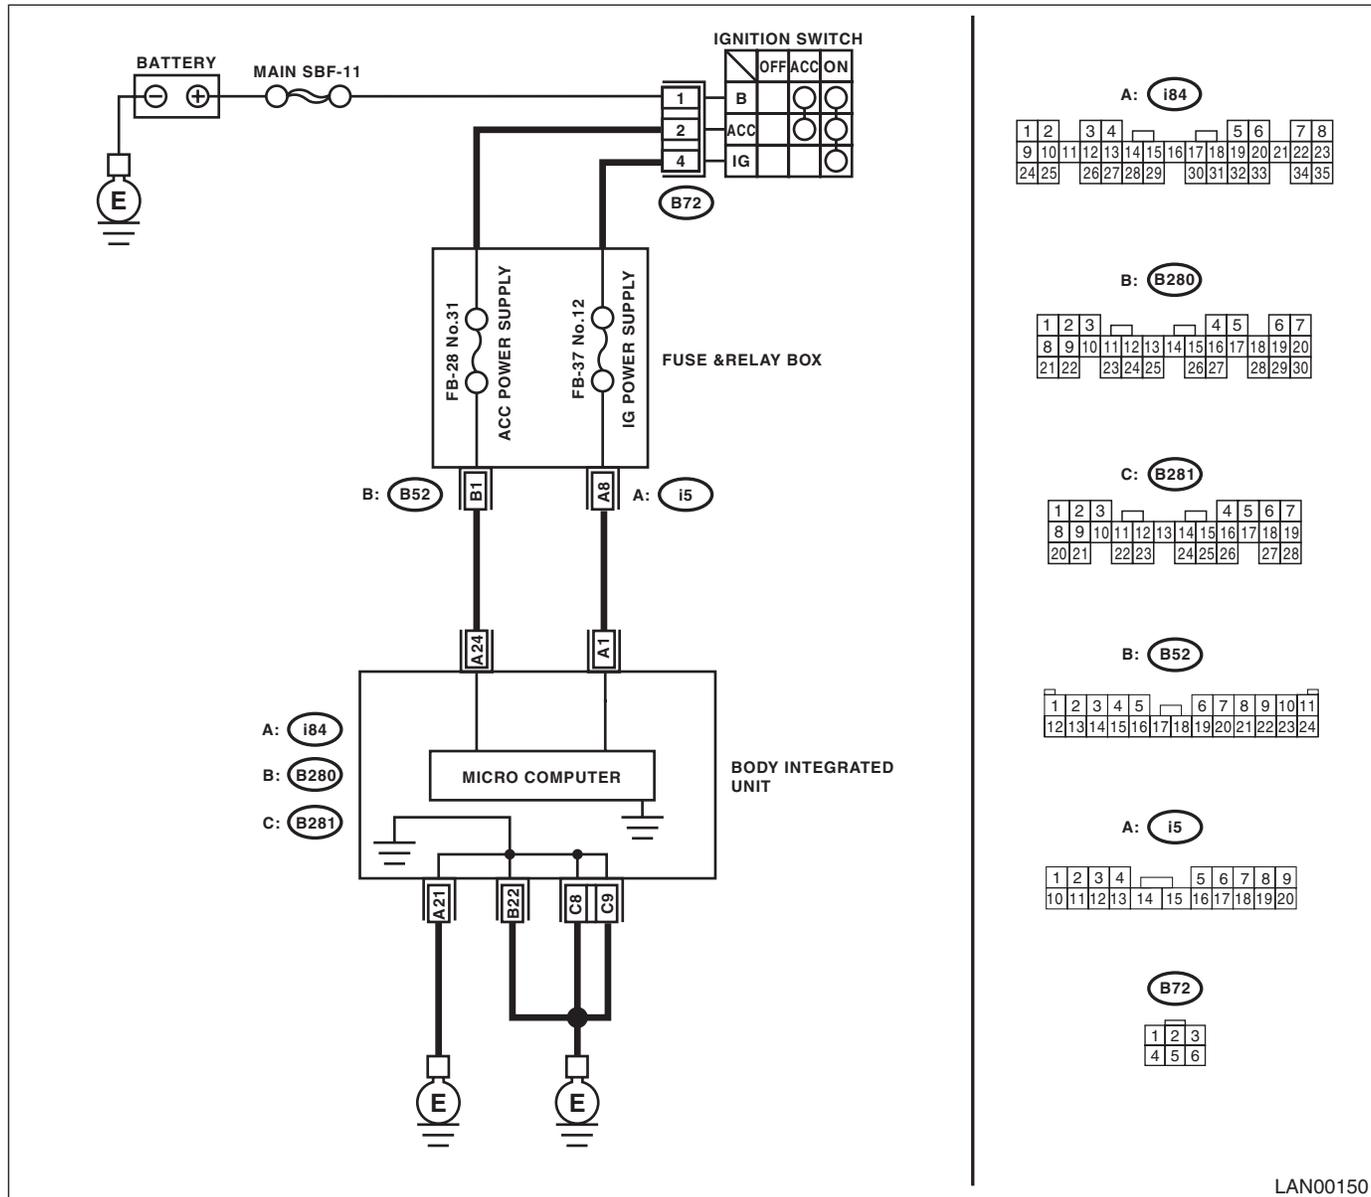 IGNITION SWITCH
BATTERY
MAIN SBF-11
OFF ACC ON
1 B
2 ACC
4 IG
B72
E
FB-28 No.31
ACC POWER SUPPLY
FB-37 No.12
IG POWER SUPPLY
FUSE &RELAY BOX
B: B52
B1
A8
A: i5
A24
A1
A: i84
B: B280
C: B281
MICRO COMPUTER
BODY INTEGRATED
UNIT
A21
B22
C8
C9
E
E
A: i84
1 2 3 4 5 6 7 8
9 10 11 12 13 14 15 16 17 18 19 20 21 22 23
24 25 26 27 28 29 30 31 32 33 34 35
B: B280
1 2 3 4 5 6 7
8 9 10 11 12 13 14 15 16 17 18 19 20
21 22 23 24 25 26 27 28 29 30
C: B281
1 2 3 4 5 6 7
8 9 10 11 12 13 14 15 16 17 18 19
20 21 22 23 24 25 26 27 28
B: B52
1 2 3 4 5 6 7 8 9 10 11
12 13 14 15 16 17 18 19 20 21 22 23 24
A: i5
1 2 3 4 5 6 7 8 9
10 11 12 13 14 15 16 17 18 19 20
B72
1 2 3
4 5 6
LAN00150